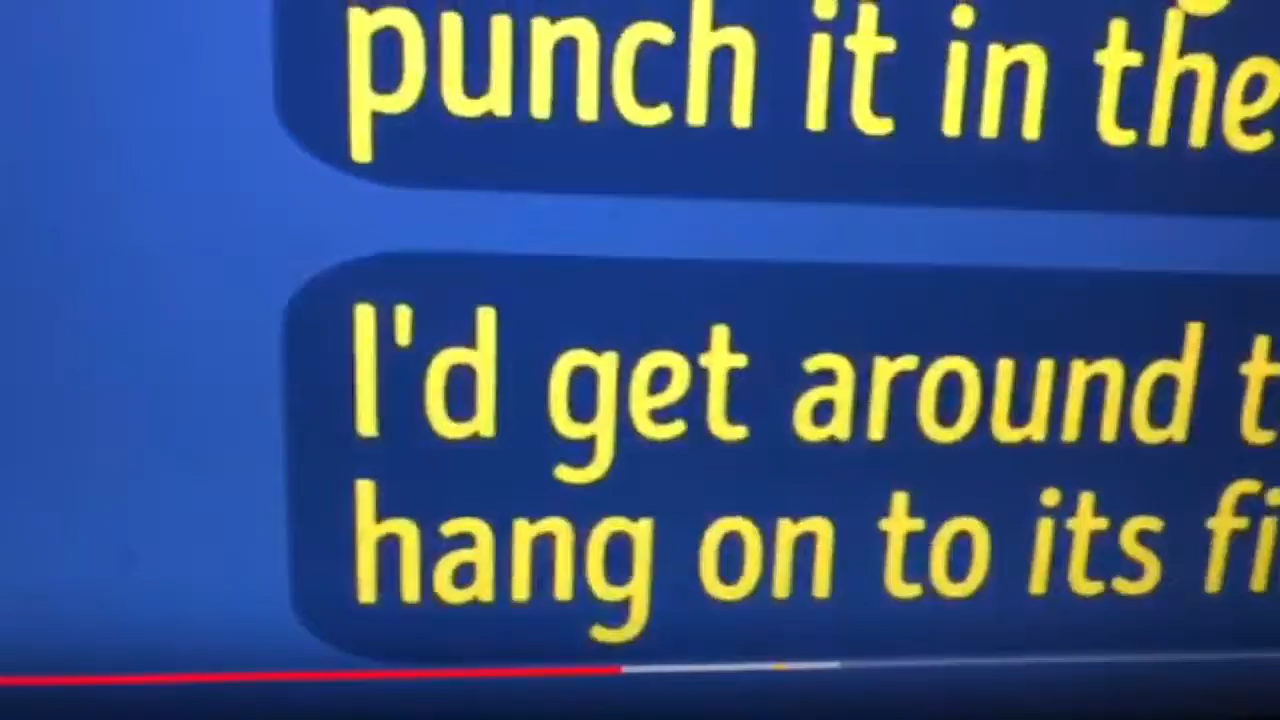 punch it in the
I'd get around
hang on to its